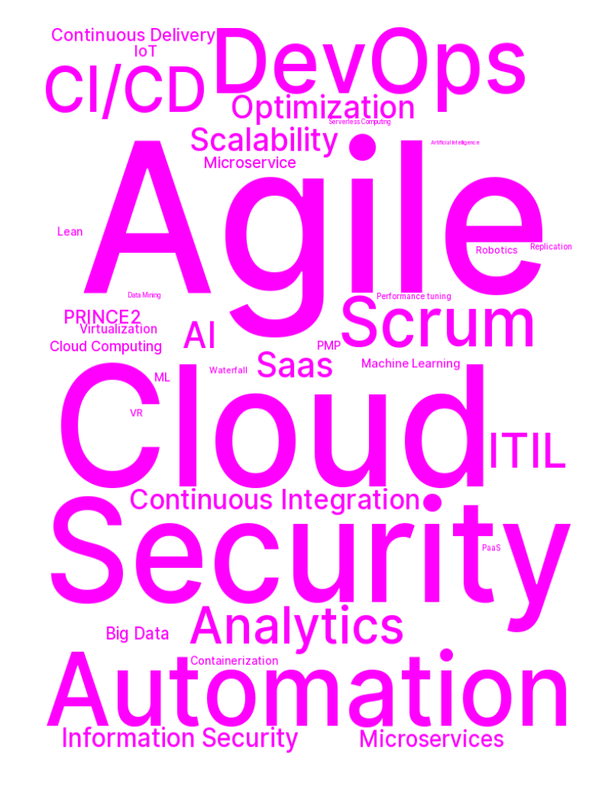 Continuous Delivery
IoT
DevOps
CI/CD
Optimization
Serverless Computing
Scalability
Artificial Intelligence
Microservice
Agile
Lean
Robotics
Replication
Data Mining
Performance tuning
PRINCE2
Virtualization
AI
Scrum
Cloud Computing
PMP
Saas
Machine Learning
Waterfall
ML
Cloud
VR
ITIL
Continuous Integration
Security
PaaS
Analytics
Big Data
Containerization
Automation
Information Security
Microservices